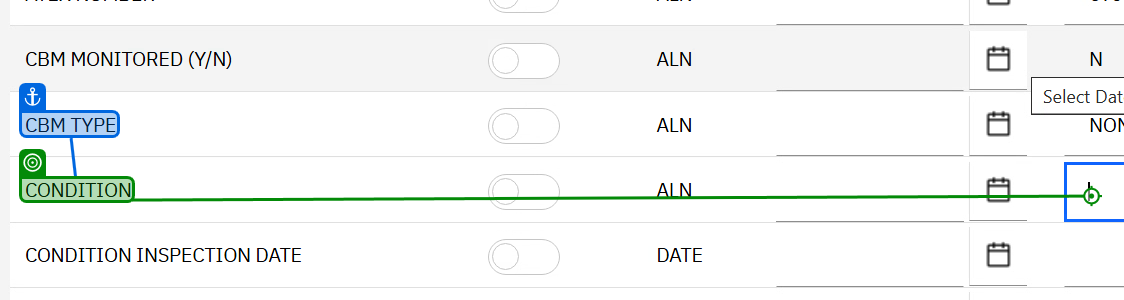 CBM MONITORED (Y/N) ALN N
Select Dat
CBM TYPE ALN NON
CONDITION ALN
CONDITION INSPECTION DATE DATE